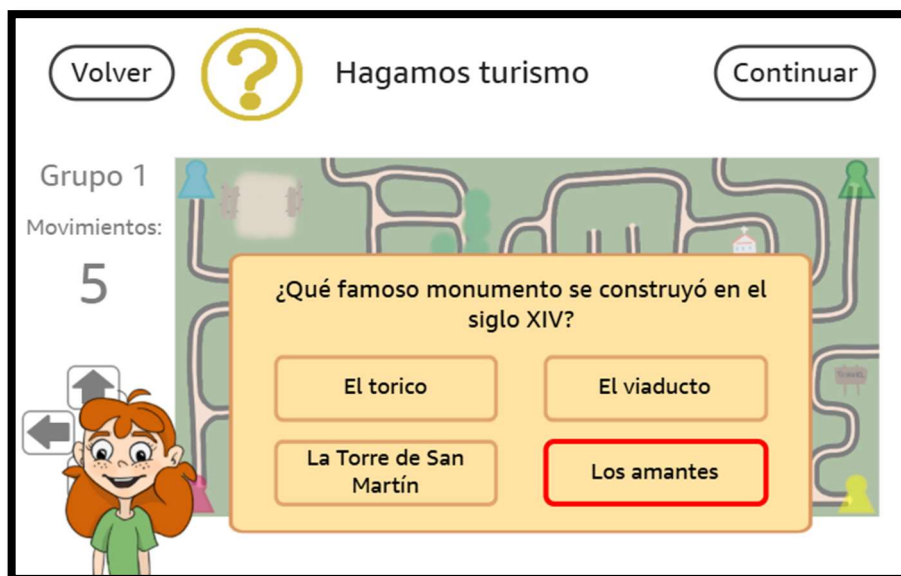 Volver
?
Hagamos turismo
Continuar
Grupo 1
Movimientos:
5
¿Qué famoso monumento se construyó en el
siglo XIV?
El torico
El viaducto
La Torre de San
Martín
Los amantes
TUNNEL